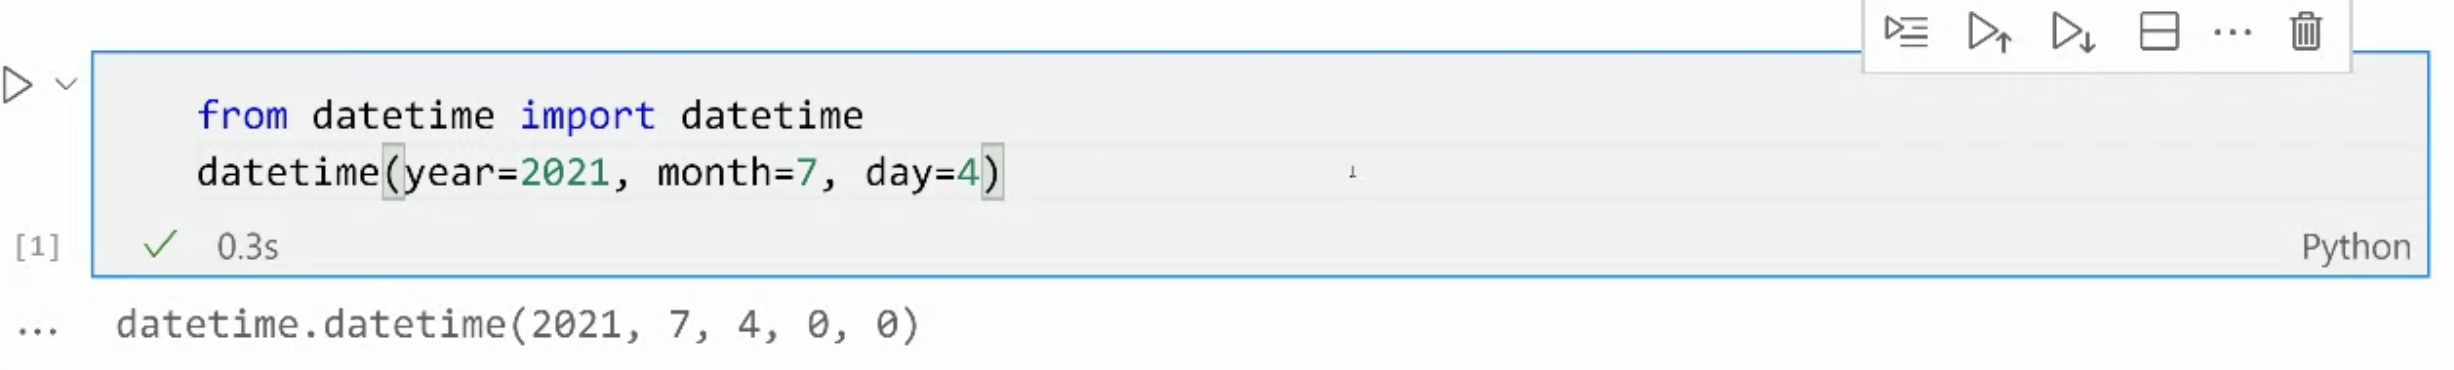 from datetime import datetime
datetime(year=2021, month=7, day=4)
[1] 0.3s Python
... datetime.datetime(2021, 7, 4, 0, 0)